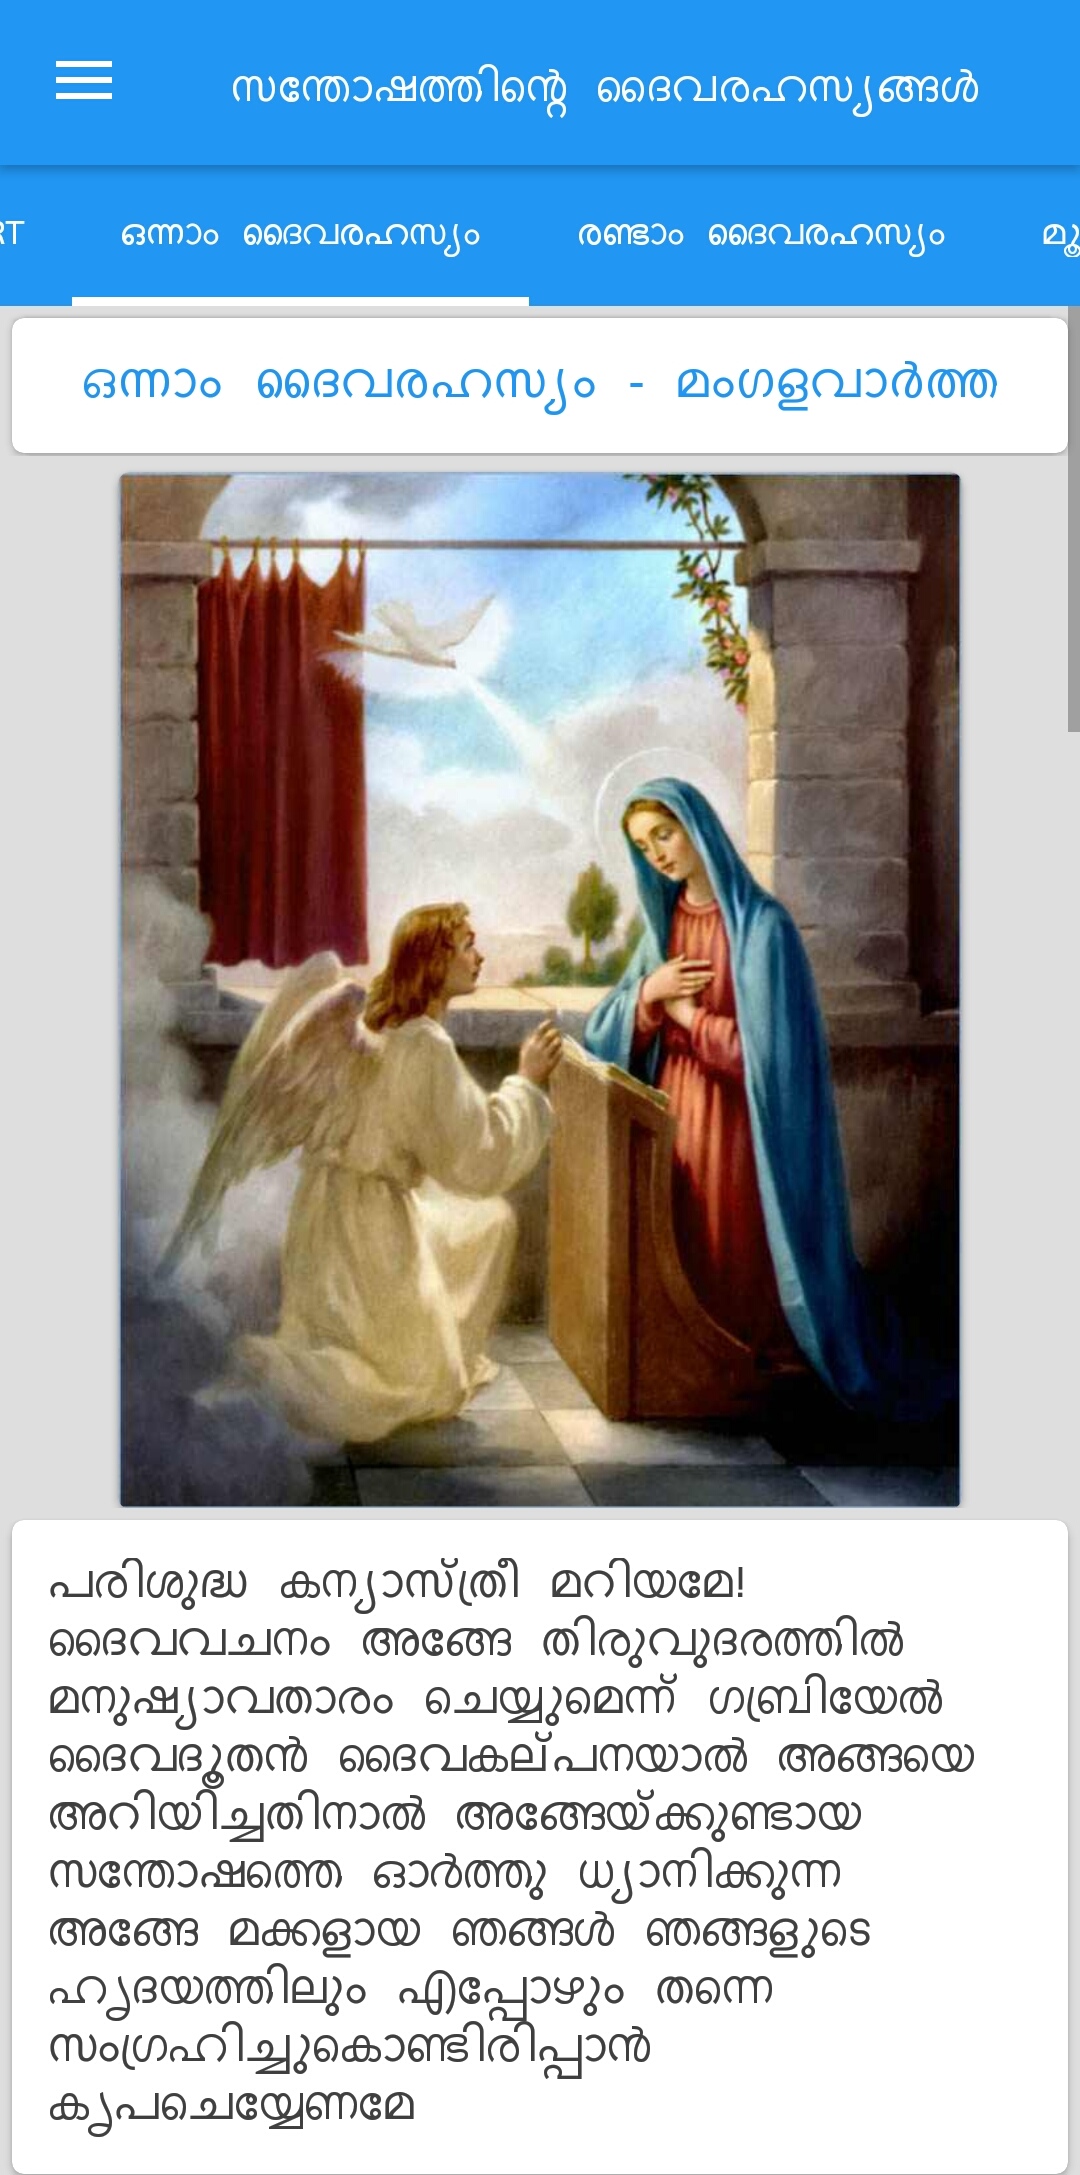 സന്തോഷത്തിന്റെ ദൈവരഹസ്യങ്ങൾ
ഒന്നാം ദൈവരഹസ്യം രണ്ടാം ദൈവരഹസ്യം
ഒന്നാം ദൈവരഹസ്യം - മംഗളവാർത്ത
പരിശുദ്ധ കന്യാസ്ത്രീ മറിയമേ!
ദൈവവചനം അങ്ങേ തിരുവുദരത്തിൽ
മനുഷ്യാവതാരം ചെയ്യുമെന്ന് ഗബ്രിയേൽ
ദൈവദൂതൻ ദൈവകല്പനയാൽ അങ്ങയെ
അറിയിച്ചതിനാൽ അങ്ങേയ്ക്കുണ്ടായ
സന്തോഷത്തെ ഓർത്തു ധ്യാനിക്കുന്ന
അങ്ങേ മക്കളായ ഞങ്ങൾ ഞങ്ങളുടെ
ഹൃദയത്തിലും എപ്പോഴും തന്നെ
സംഗ്രഹിച്ചുകൊണ്ടിരിപ്പാൻ
കൃപചെയ്യേണമേ